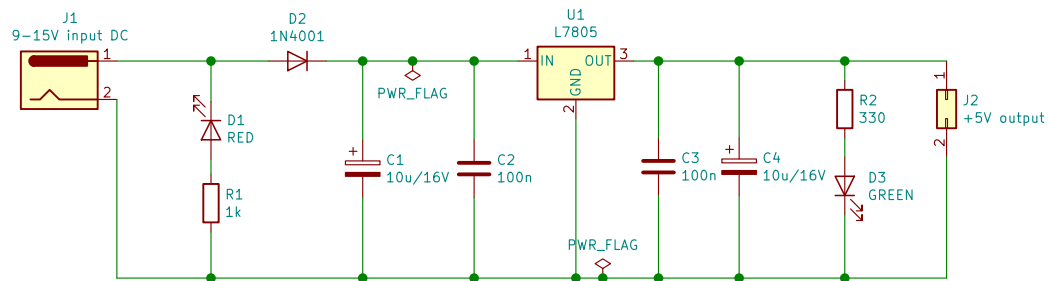 J1
9-15V input DC
1
2
D1
RED
R1
1k
D2
1N4001
C1
10u/16V
+
PWR_FLAG
C2
100n
U1
L7805
1
IN
OUT
3
GND
2
PWR_FLAG
C3
100n
+
C4
10u/16V
R2
330
D3
GREEN
1
J2
+5V output
2